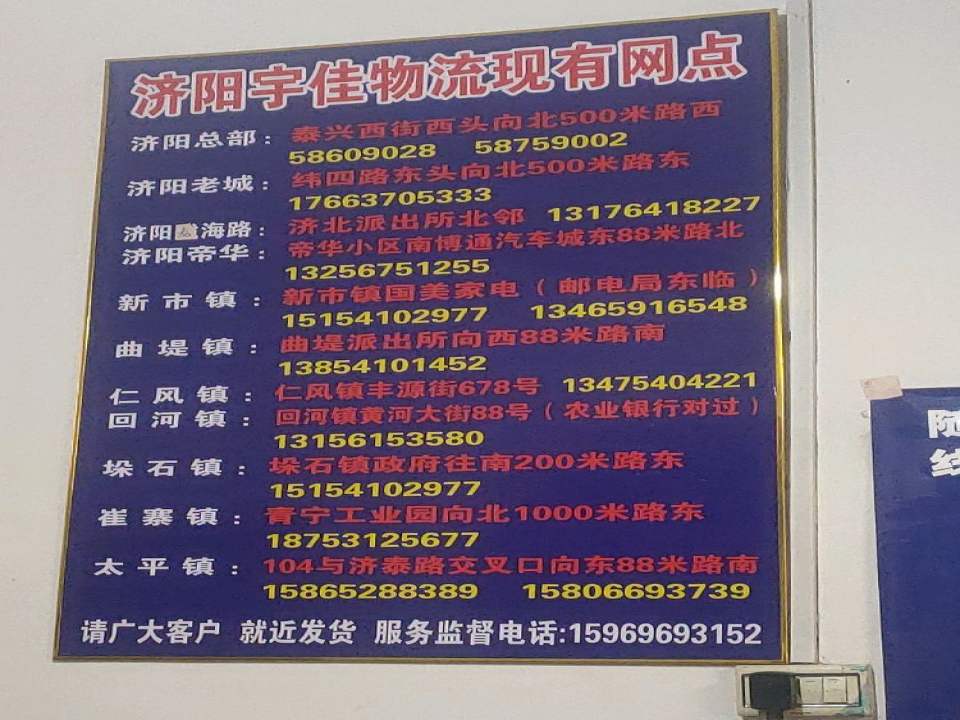 济阳宇佳物流现有网点
济阳总部：泰兴西街西头向北500米路西
58609028 58759002
济阳老城：纬四路东头向北500米路东
17663705333
济阳海路：济北派出所北邻 13176418227
济阳帝华：帝华小区南博通汽车城东88米路北
13256751255
新市镇：新市镇国美家电（邮电局东临）
15154102977 13465916548
曲堤镇：曲堤派出所向西88米路南
13854101452
仁风镇：仁风镇丰源街678号 13475404221
回河镇：回河镇黄河大街88号（农业银行对过）
13156153580
垛石镇：垛石镇政府往南200米路东
15154102977
崔寨镇：青宁工业园向北1000米路东
18753125677
太平镇：104与济泰路交叉口向东88米路南
15865288389 15806693739
请广大客户 就近发货 服务监督电话:15969693152